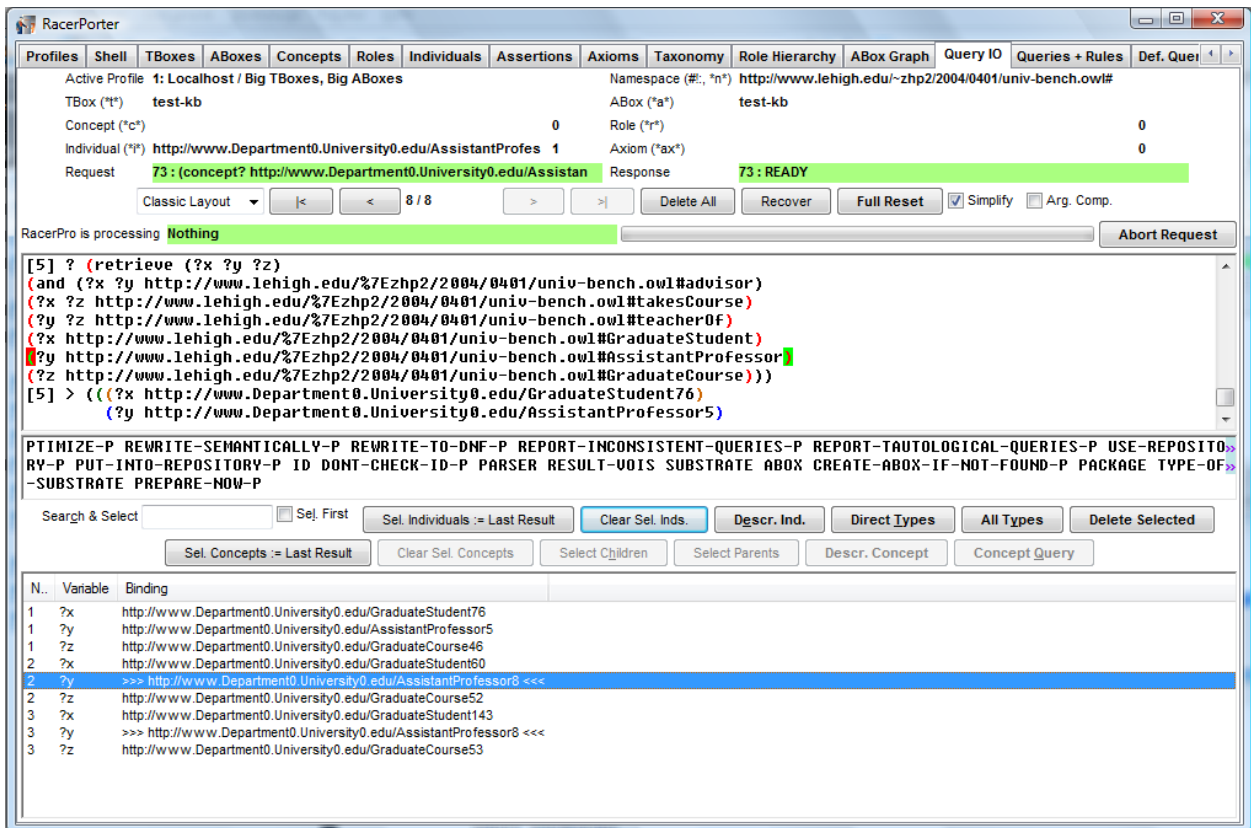 RacerPorter
Profiles Shell TBoxes ABoxes Concepts Roles Individuals Assertions Axioms Taxonomy Role Hierarchy ABox Graph Query IO Queries + Rules Def. Quer
Active Profile 1: Localhost / Big TBoxes, Big ABoxes Namespace (#!:, *n*) http://www.lehigh.edu/~zhp2/2004/0401/univ-bench.owl#
TBox (*t*) test-kb ABox (*a*) test-kb
Concept (*c*) 0 Role (*r*) 0
Individual (*i*) http://www.Department0.University0.edu/AssistantProfes 1 Axiom (*ax*) 0
Request 73 : (concept? http://www.Department0.University0.edu/Assistan Response 73 : READY
Classic Layout |< < 8 / 8 > >| Delete All Recover Full Reset Simplify Arg. Comp.
RacerPro is processing Nothing Abort Request
[5] ? (retrieve (?x ?y ?z)
(and (?x ?y http://www.lehigh.edu/%7Ezhp2/2004/0401/univ-bench.owl#advisor)
(?x ?z http://www.lehigh.edu/%7Ezhp2/2004/0401/univ-bench.owl#takesCourse)
(?y ?z http://www.lehigh.edu/%7Ezhp2/2004/0401/univ-bench.owl#teacherOf)
(?x http://www.lehigh.edu/%7Ezhp2/2004/0401/univ-bench.owl#GraduateStudent)
(?y http://www.lehigh.edu/%7Ezhp2/2004/0401/univ-bench.owl#AssistantProfessor)
(?z http://www.lehigh.edu/%7Ezhp2/2004/0401/univ-bench.owl#GraduateCourse)))
[5] > (((?x http://www.Department0.University0.edu/GraduateStudent76)
(?y http://www.Department0.University0.edu/AssistantProfessor5)
PTIMIZE-P REWRITE-SEMANTICALLY-P REWRITE-TO-DNF-P REPORT-INCONSISTENT-QUERIES-P REPORT-TAUTOLOGICAL-QUERIES-P USE-REPOSITO»
RY-P PUT-INTO-REPOSITORY-P ID DONT-CHECK-ID-P PARSER RESULT-VOIS SUBSTRATE ABOX CREATE-ABOX-IF-NOT-FOUND-P PACKAGE TYPE-OF»
-SUBSTRATE PREPARE-NOW-P
Search & Select Sel. First Sel. Individuals := Last Result Clear Sel. Inds. Descr. Ind. Direct Types All Types Delete Selected
Sel. Concepts := Last Result Clear Sel. Concepts Select Children Select Parents Descr. Concept Concept Query
N.. Variable Binding
1 ?x http://www.Department0.University0.edu/GraduateStudent76
1 ?y http://www.Department0.University0.edu/AssistantProfessor5
1 ?z http://www.Department0.University0.edu/GraduateCourse46
2 ?x http://www.Department0.University0.edu/GraduateStudent60
2 ?y >>> http://www.Department0.University0.edu/AssistantProfessor8 <<<
2 ?z http://www.Department0.University0.edu/GraduateCourse52
3 ?x http://www.Department0.University0.edu/GraduateStudent143
3 ?y >>> http://www.Department0.University0.edu/AssistantProfessor8 <<<
3 ?z http://www.Department0.University0.edu/GraduateCourse53